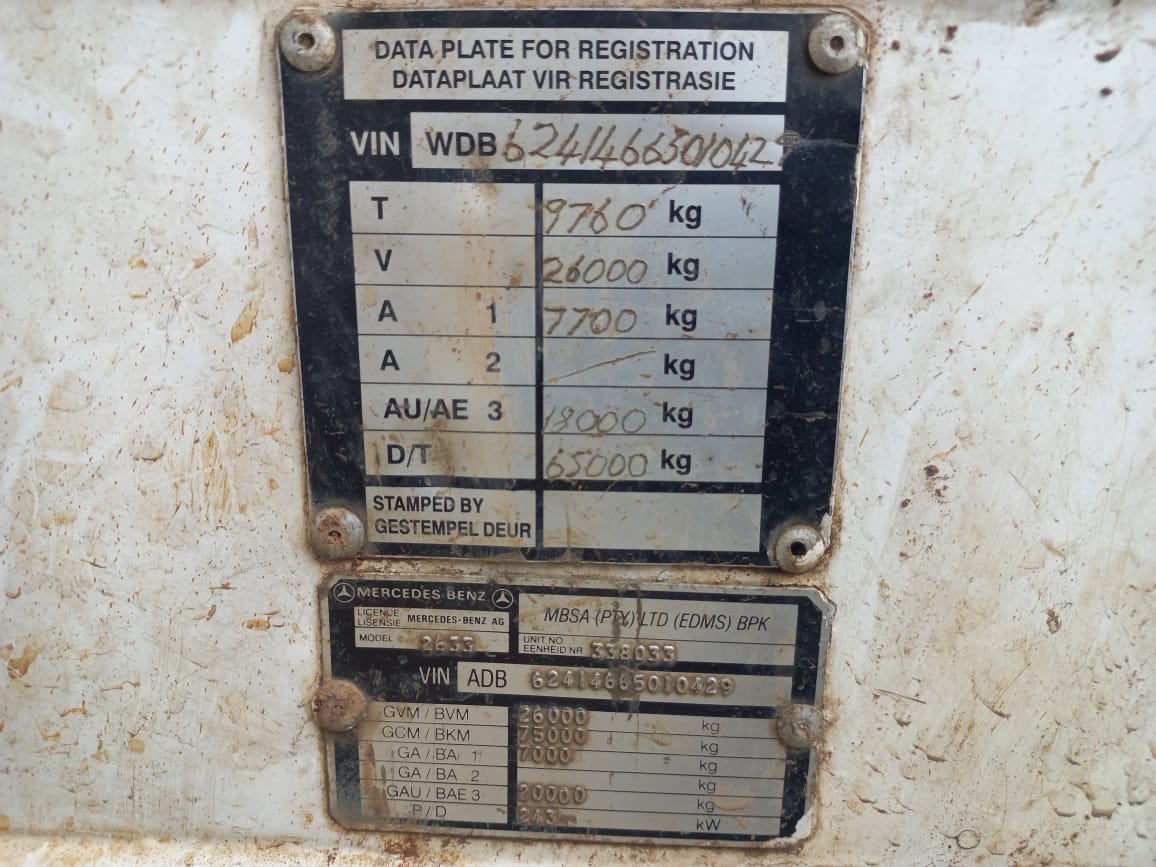 DATA PLATE FOR REGISTRATION
DATAPLAAT VIR REGISTRASIE
VIN WDB 62414665010429
T 9760 kg
V 26000 kg
A 1 7700 kg
A 2 kg
AU/AE 3 18000 kg
D/T 65000 kg
STAMPED BY
GESTEMPEL DEUR
MERCEDES-BENZ
LICENCE
LISENSIE MERCEDES-BENZ AG
MBSA (PTY) LTD (EDMS) BPK
MODEL 2633
UNIT NO
EENHEID NR 338033
VIN ADB 62414665010429
GVM / BVM 26000 kg
GCM / BKM 75000 kg
GA / BA 1 7000 kg
GA / BA 2 kg
GAU / BAE 3 20000 kg
P / D 243 kW